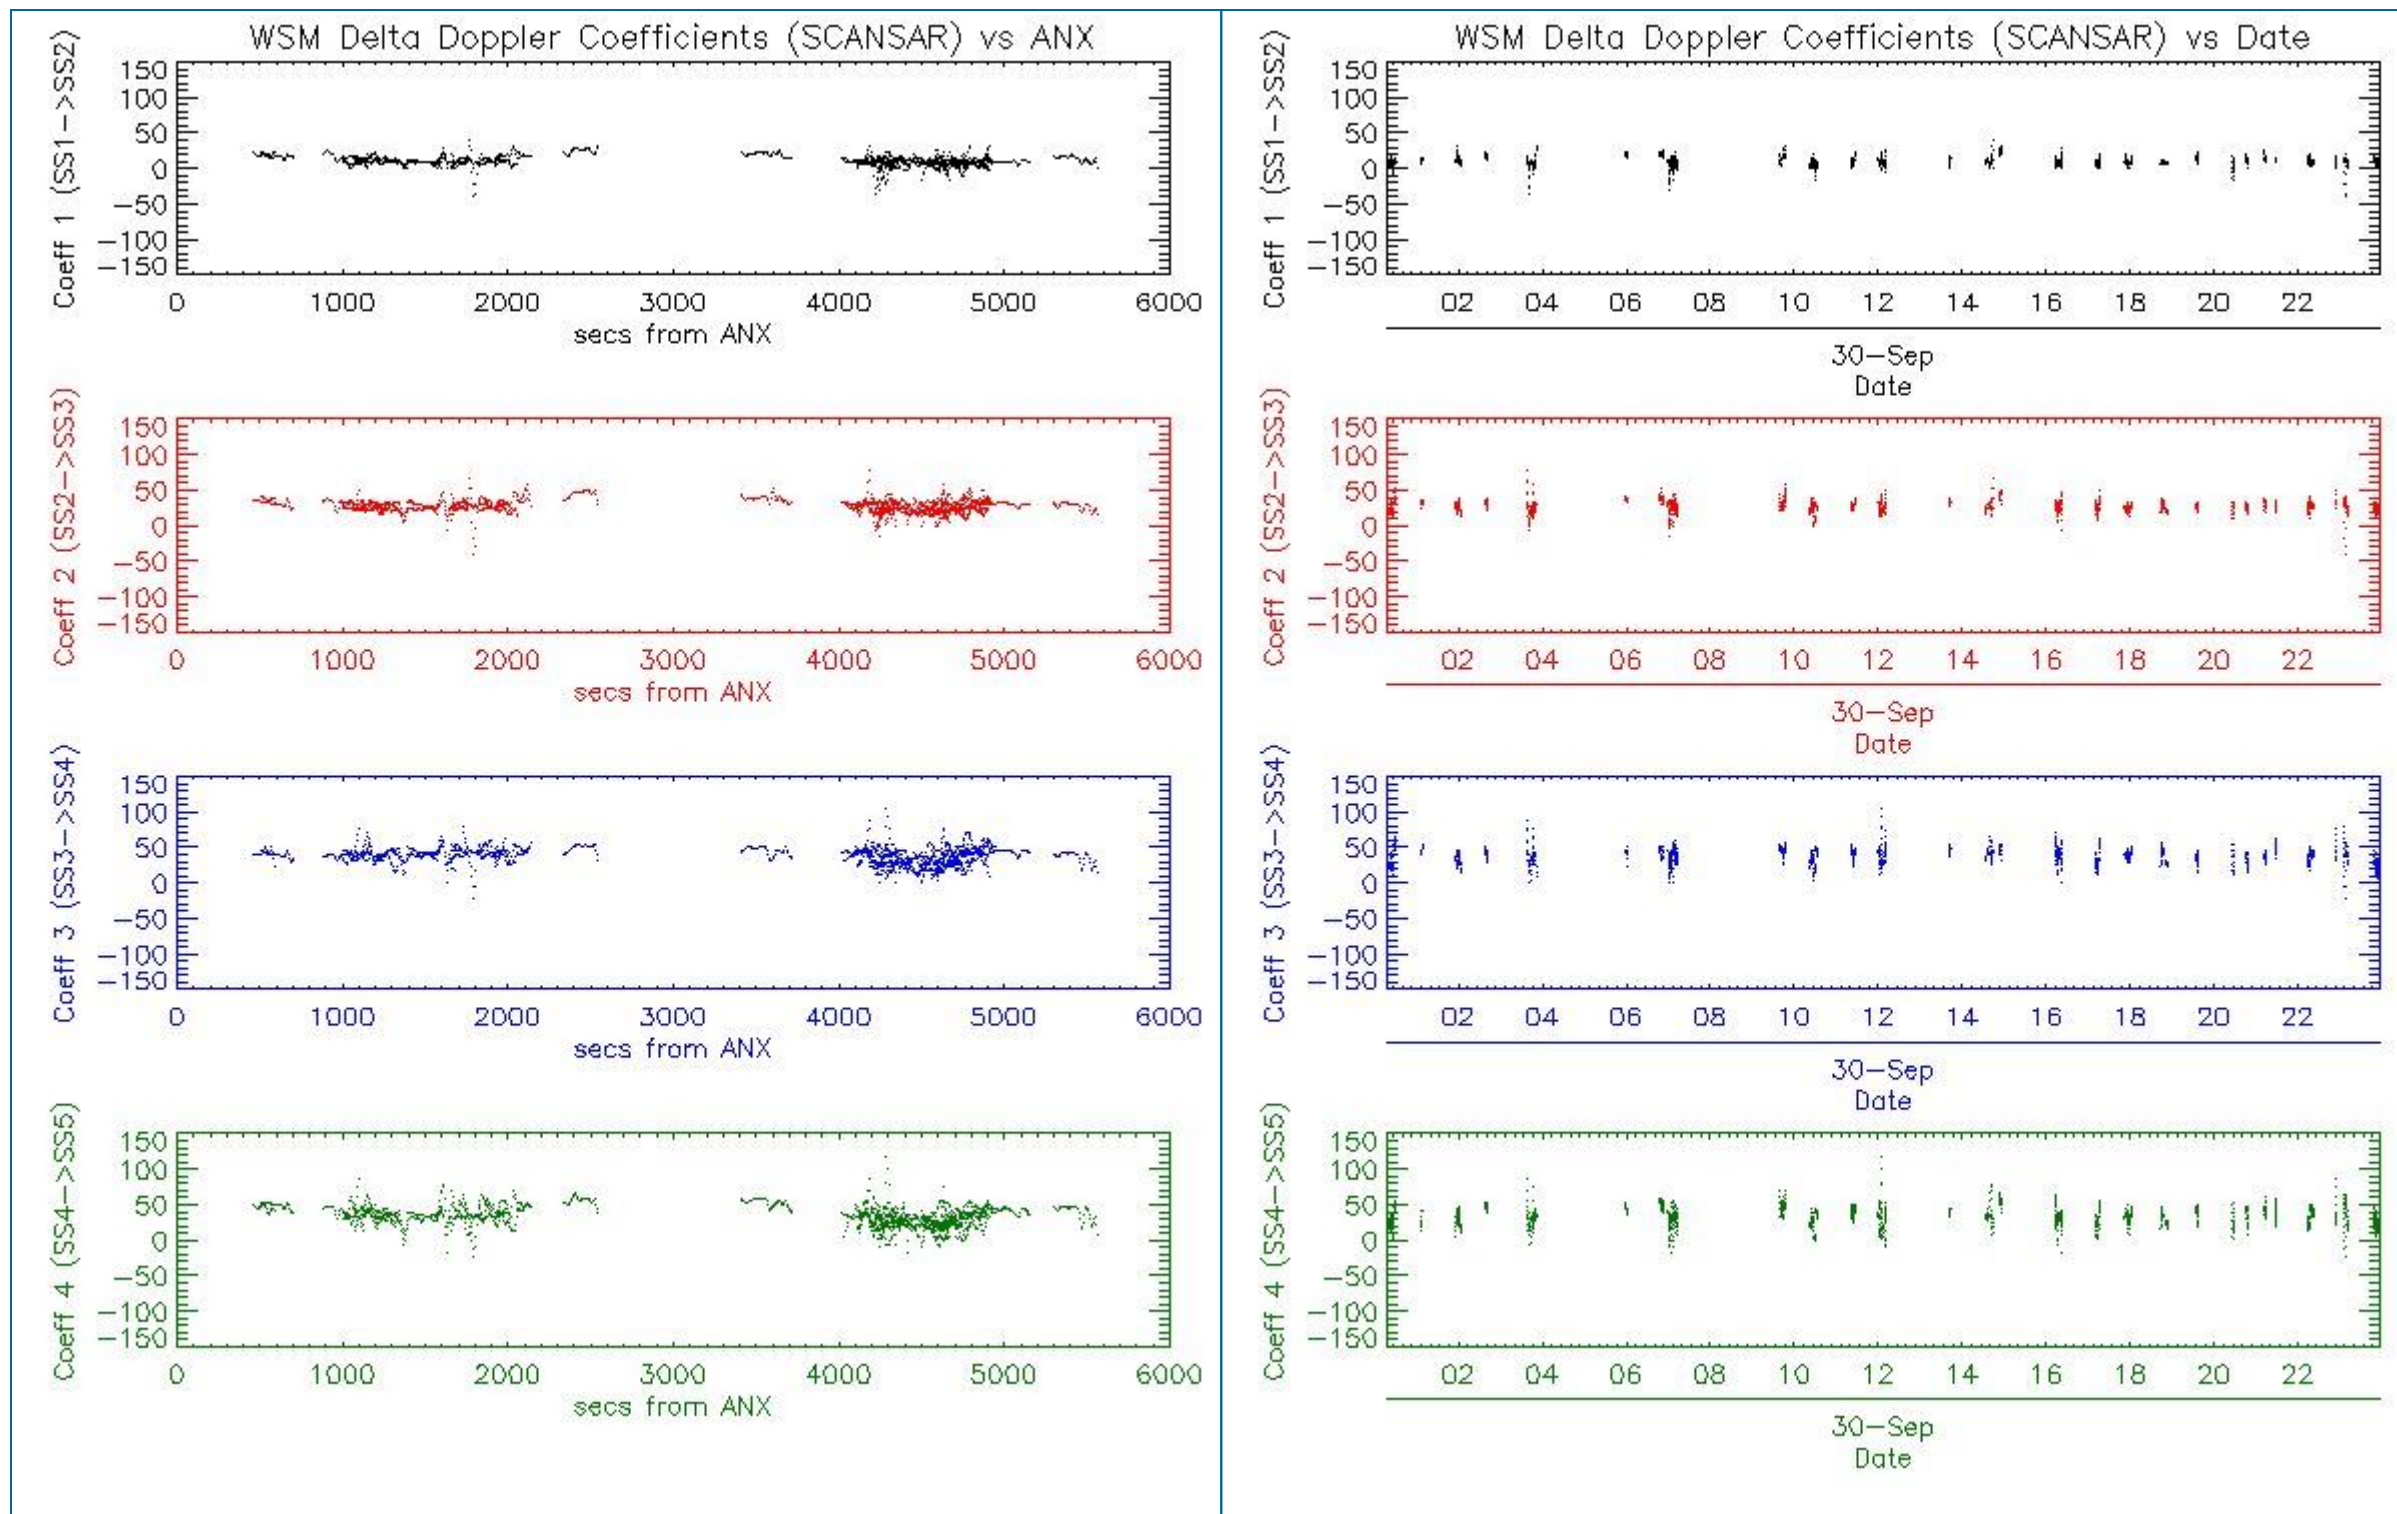 WSM Delta Doppler Coefficients (SCANSAR) vs ANX
Coeff 1 (SS1->SS2)
150
100
50
0
-50
-100
-150
0 1000 2000 3000 4000 5000 6000
secs from ANX
Coeff 2 (SS2->SS3)
150
100
50
0
-50
-100
-150
0 1000 2000 3000 4000 5000 6000
secs from ANX
Coeff 3 (SS3->SS4)
150
100
50
0
-50
-100
-150
0 1000 2000 3000 4000 5000 6000
secs from ANX
Coeff 4 (SS4->SS5)
150
100
50
0
-50
-100
-150
0 1000 2000 3000 4000 5000 6000
secs from ANX
WSM Delta Doppler Coefficients (SCANSAR) vs Date
Coeff 1 (SS1->SS2)
150
100
50
0
-50
-100
-150
02 04 06 08 10 12 14 16 18 20 22
30-Sep
Date
Coeff 2 (SS2->SS3)
150
100
50
0
-50
-100
-150
02 04 06 08 10 12 14 16 18 20 22
30-Sep
Date
Coeff 3 (SS3->SS4)
150
100
50
0
-50
-100
-150
02 04 06 08 10 12 14 16 18 20 22
30-Sep
Date
Coeff 4 (SS4->SS5)
150
100
50
0
-50
-100
-150
02 04 06 08 10 12 14 16 18 20 22
30-Sep
Date